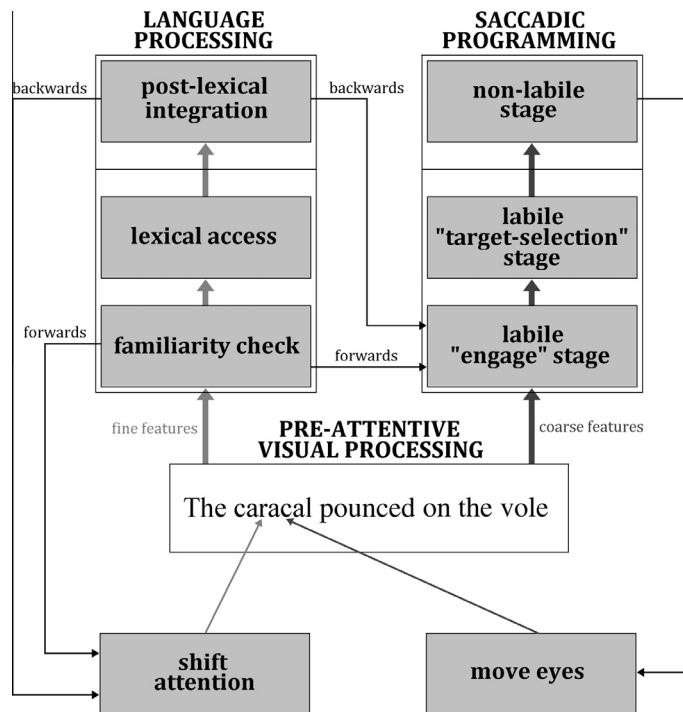 LANGUAGE
PROCESSING
SACCADIC
PROGRAMMING
backwards
post-lexical
integration
backwards
non-labile
stage
lexical access
labile
"target-selection"
stage
forwards
familiarity check
forwards
labile
"engage" stage
fine features
PRE-ATTENTIVE
VISUAL PROCESSING
coarse features
The caracal pounced on the vole
shift
attention
move eyes